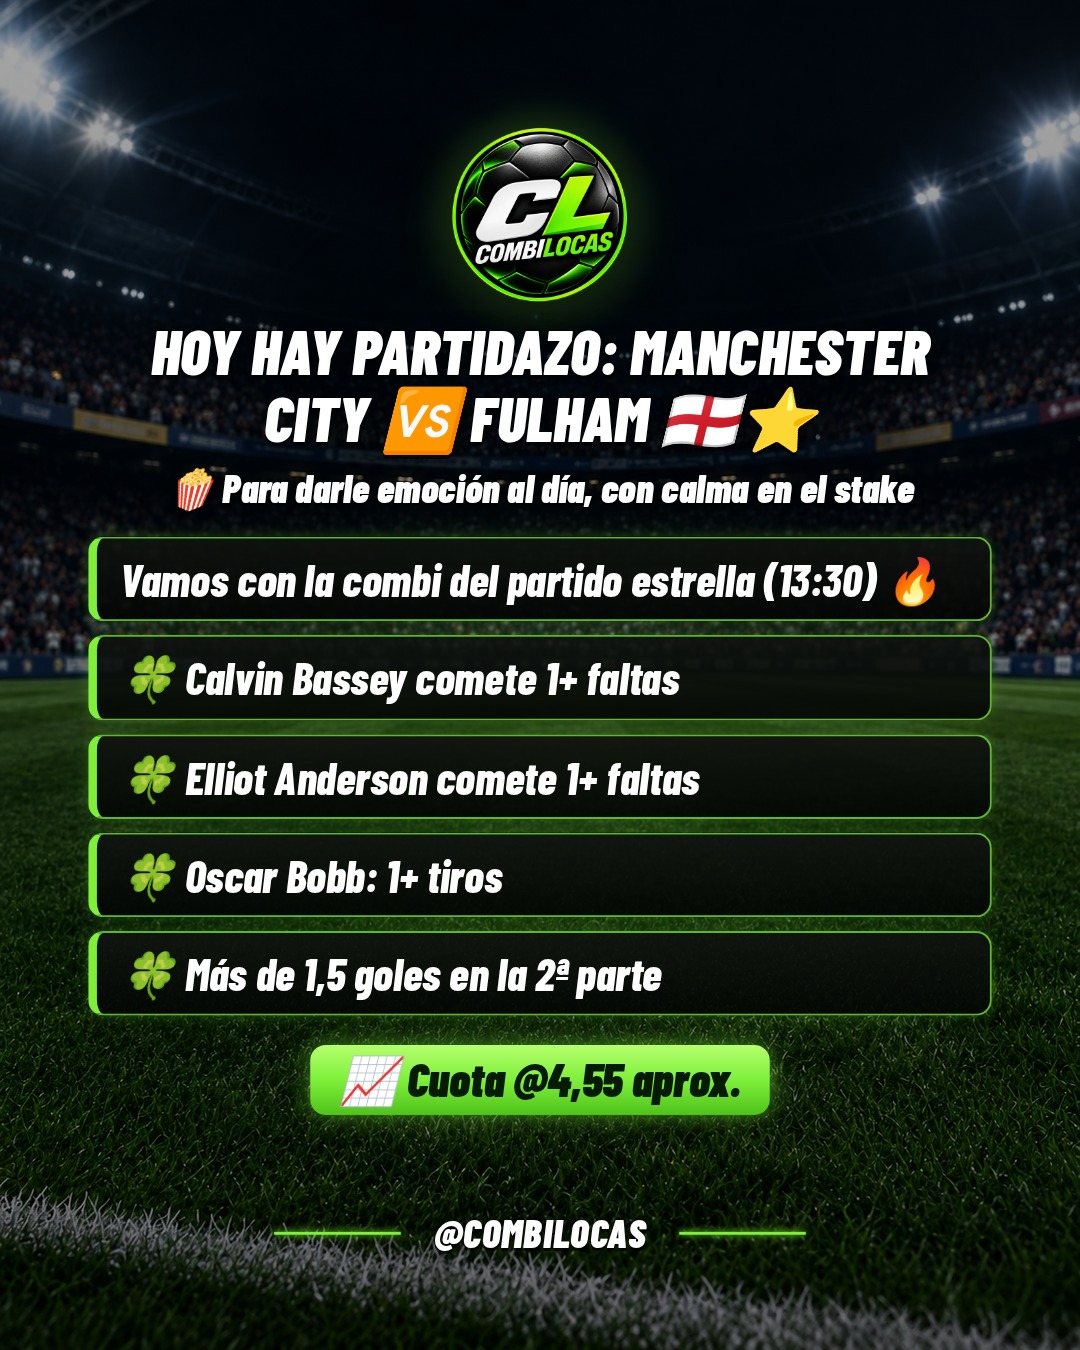 CL
COMBILOCAS
HOY HAY PARTIDAZO: MANCHESTER
CITY 🆚 FULHAM 🏴󠁧󠁢󠁥󠁮󠁧󠁿⭐
🍿 Para darle emoción al día, con calma en el stake
Vamos con la combi del partido estrella (13:30) 🔥
🍀 Calvin Bassey comete 1+ faltas
🍀 Elliot Anderson comete 1+ faltas
🍀 Oscar Bobb: 1+ tiros
🍀 Más de 1,5 goles en la 2ª parte
📈 Cuota @4,55 aprox.
@COMBILOCAS